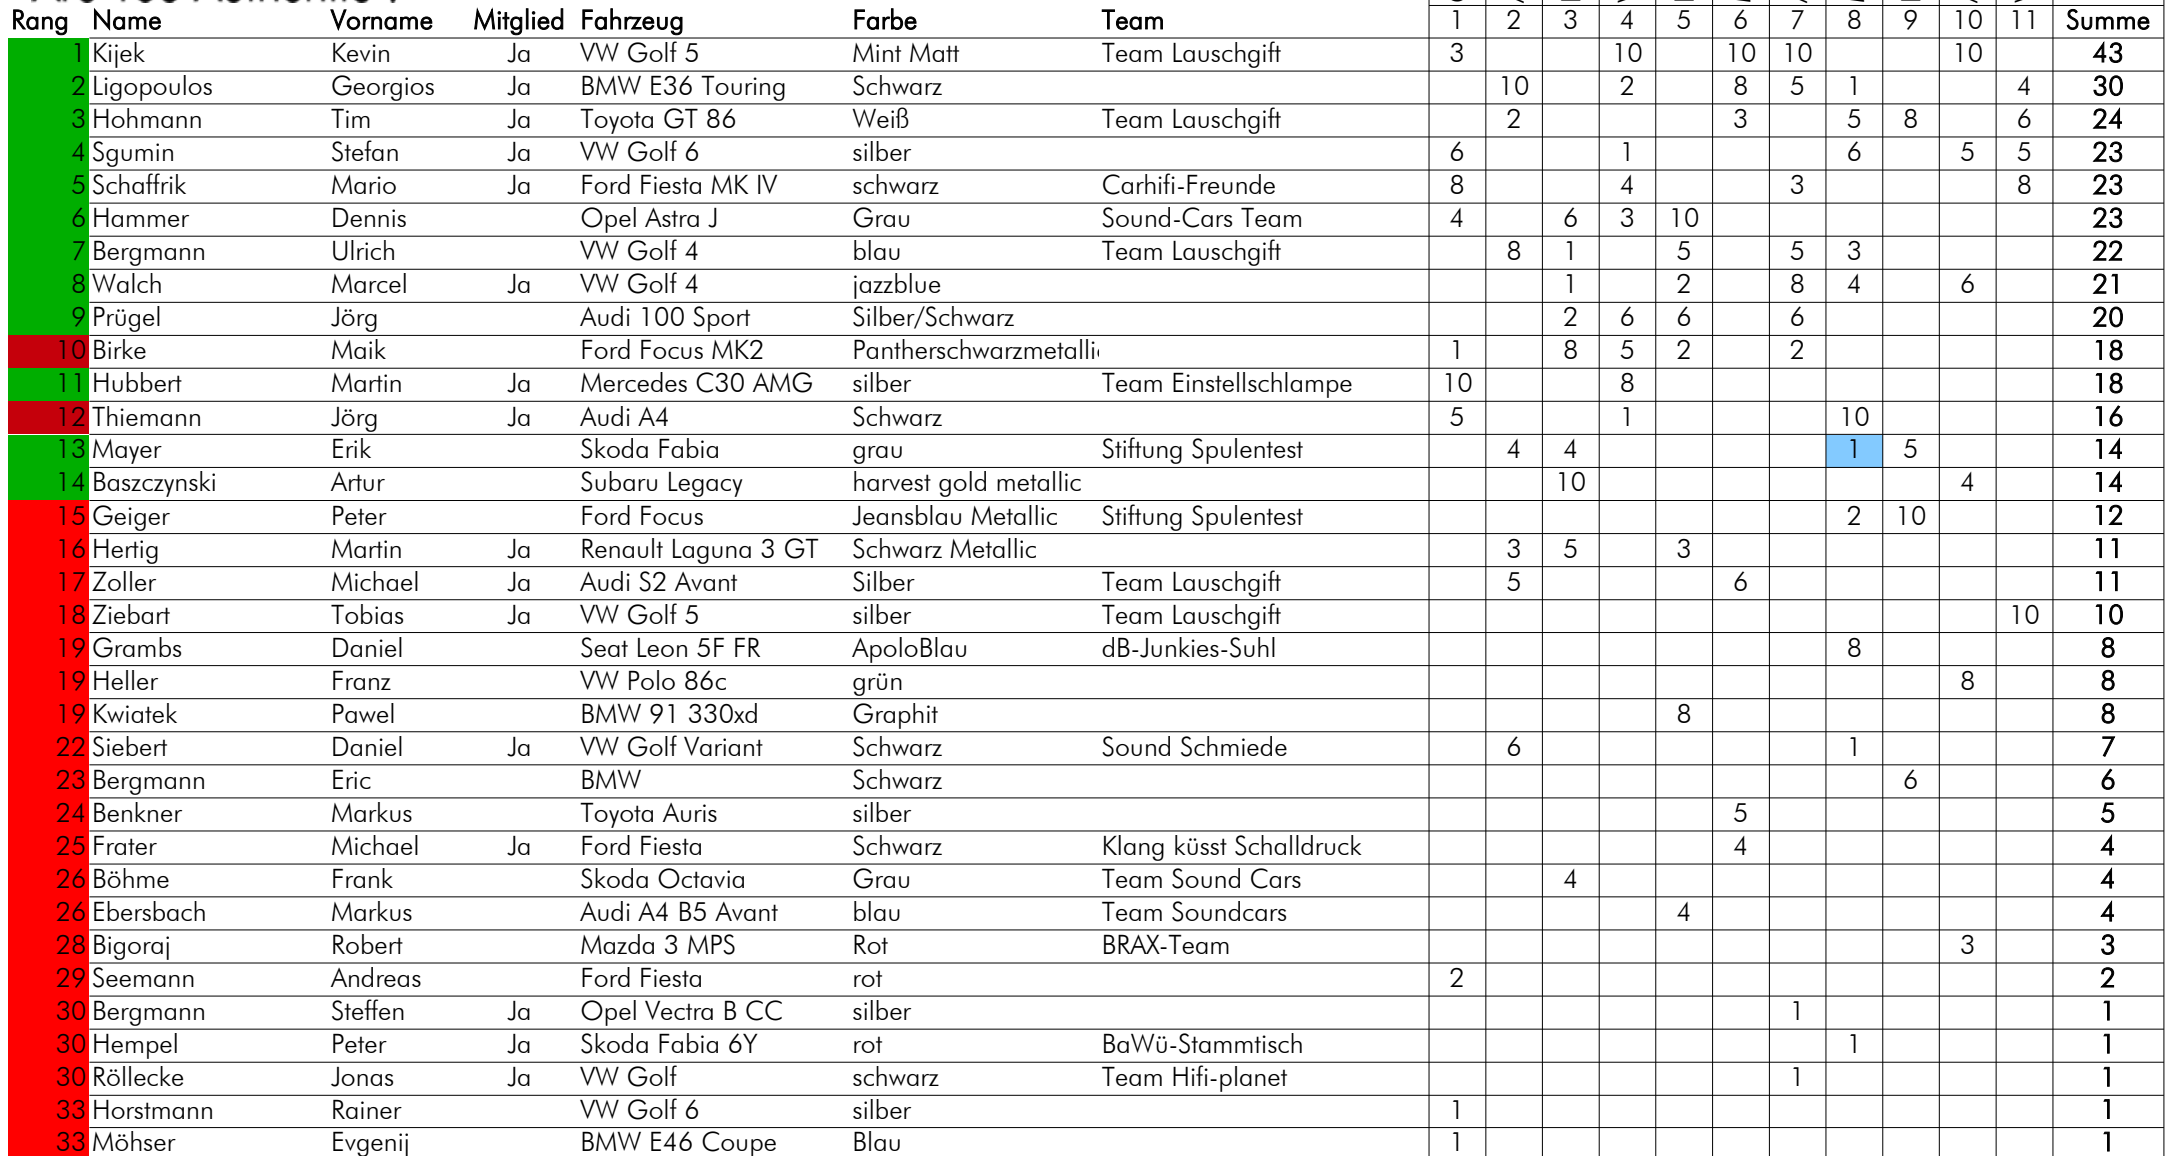 Rang Name Vorname Mitglied Fahrzeug Farbe Team 1 2 3 4 5 6 7 8 9 10 11 Summe
1 Kijek Kevin Ja VW Golf 5 Mint Matt Team Lauschgift 3 10 10 10 10 43
2 Ligopoulos Georgios Ja BMW E36 Touring Schwarz 10 2 8 5 1 4 30
3 Hohmann Tim Ja Toyota GT 86 Weiß Team Lauschgift 2 3 5 8 6 24
4 Sgumin Stefan Ja VW Golf 6 silber 6 1 6 5 5 23
5 Schaffrik Mario Ja Ford Fiesta MK IV schwarz Carhifi-Freunde 8 4 3 8 23
6 Hammer Dennis Opel Astra J Grau Sound-Cars Team 4 6 3 10 23
7 Bergmann Ulrich VW Golf 4 blau Team Lauschgift 8 1 5 5 3 22
8 Walch Marcel Ja VW Golf 4 jazzblue 1 2 8 4 6 21
9 Prügel Jörg Audi 100 Sport Silber/Schwarz 2 6 6 6 20
10 Birke Maik Ford Focus MK2 Pantherschwarzmetalli 1 8 5 2 2 18
11 Hubbert Martin Ja Mercedes C30 AMG silber Team Einstellschlampe 10 8 18
12 Thiemann Jörg Ja Audi A4 Schwarz 5 1 10 16
13 Mayer Erik Skoda Fabia grau Stiftung Spulentest 4 4 1 5 14
14 Baszczynski Artur Subaru Legacy harvest gold metallic 10 4 14
15 Geiger Peter Ford Focus Jeansblau Metallic Stiftung Spulentest 2 10 12
16 Hertig Martin Ja Renault Laguna 3 GT Schwarz Metallic 3 5 3 11
17 Zoller Michael Ja Audi S2 Avant Silber Team Lauschgift 5 6 11
18 Ziebart Tobias Ja VW Golf 5 silber Team Lauschgift 10 10
19 Grambs Daniel Seat Leon 5F FR ApoloBlau dB-Junkies-Suhl 8 8
19 Heller Franz VW Polo 86c grün 8 8
19 Kwiatek Pawel BMW 91 330xd Graphit 8 8
22 Siebert Daniel Ja VW Golf Variant Schwarz Sound Schmiede 6 1 7
23 Bergmann Eric BMW Schwarz 6 6
24 Benkner Markus Toyota Auris silber 5 5
25 Frater Michael Ja Ford Fiesta Schwarz Klang küsst Schalldruck 4 4
26 Böhme Frank Skoda Octavia Grau Team Sound Cars 4 4
26 Ebersbach Markus Audi A4 B5 Avant blau Team Soundcars 4 4
28 Bigoraj Robert Mazda 3 MPS Rot BRAX-Team 3 3
29 Seemann Andreas Ford Fiesta rot 2 2
30 Bergmann Steffen Ja Opel Vectra B CC silber 1 1
30 Hempel Peter Ja Skoda Fabia 6Y rot BaWü-Stammtisch 1 1
30 Röllecke Jonas Ja VW Golf schwarz Team Hifi-planet 1 1
33 Horstmann Rainer VW Golf 6 silber 1 1
33 Möhser Evgenij BMW E46 Coupe Blau 1 1